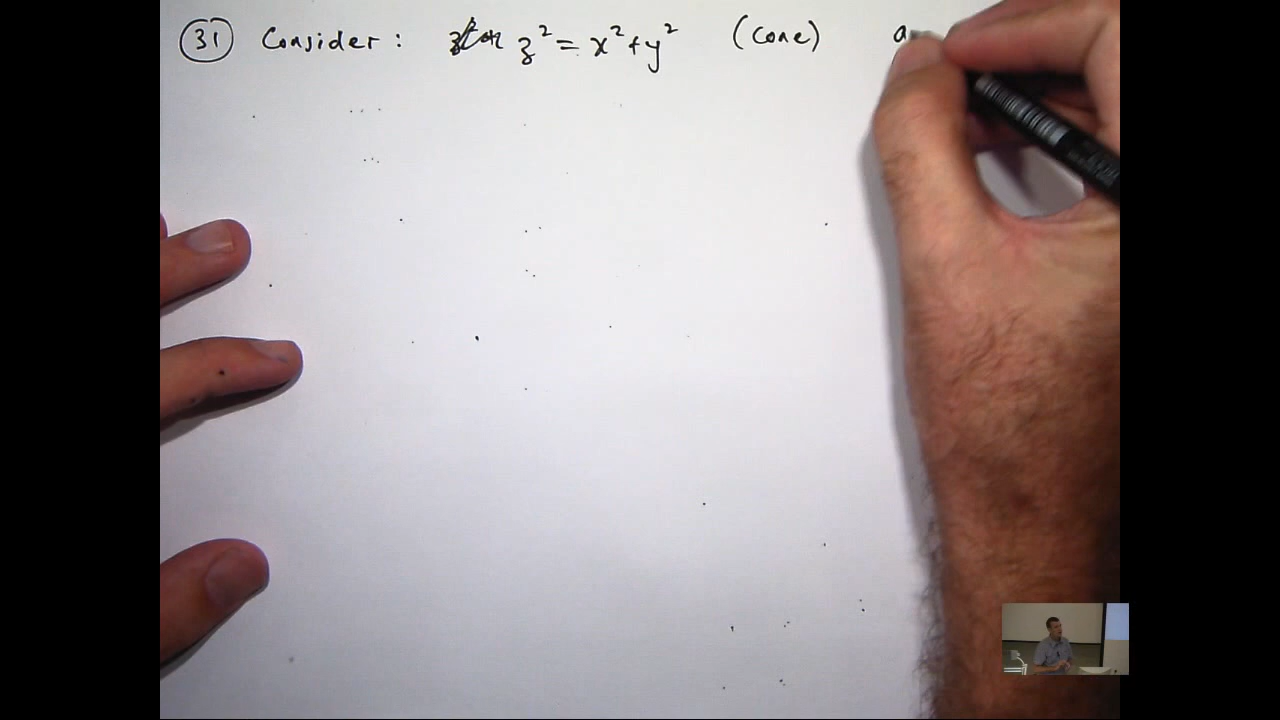 31 Consider: z² = x² + y² (cone)